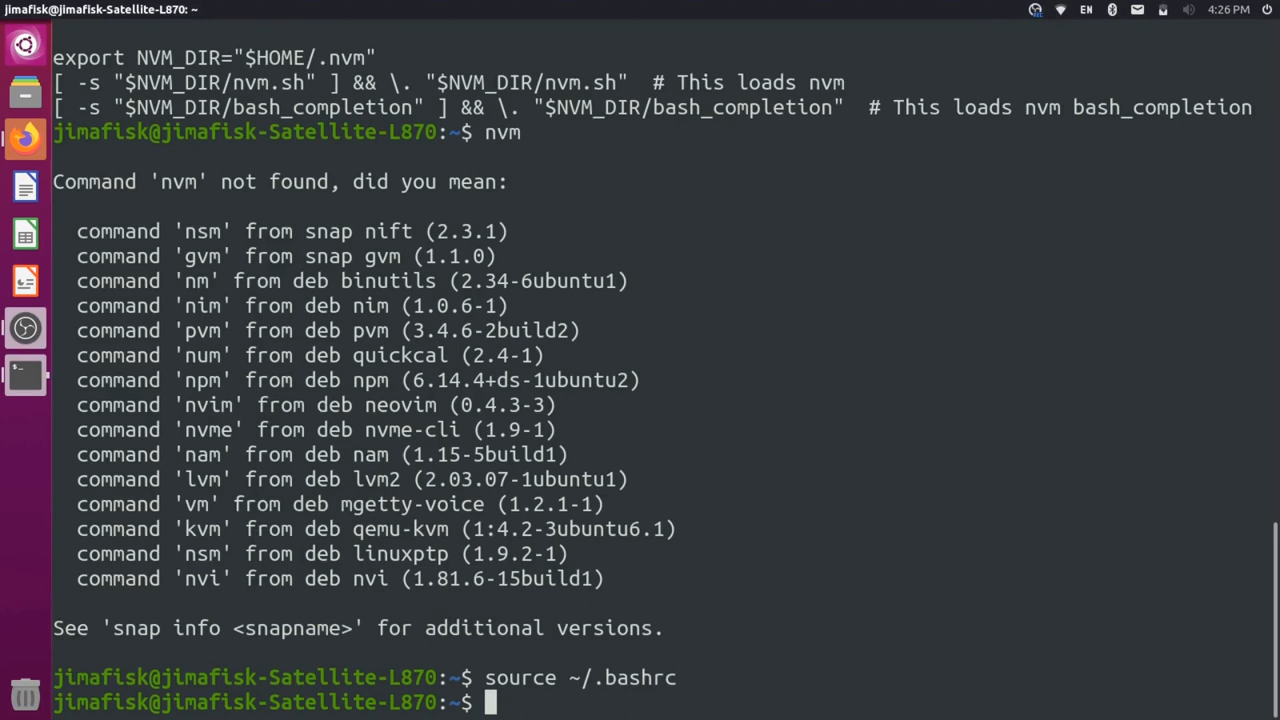 jimafisk@jimafisk-Satellite-L870: ~
EN
4:26 PM
export NVM_DIR="$HOME/.nvm"
[ -s "$NVM_DIR/nvm.sh" ] && \. "$NVM_DIR/nvm.sh"  # This loads nvm
[ -s "$NVM_DIR/bash_completion" ] && \. "$NVM_DIR/bash_completion"  # This loads nvm bash_completion
jimafisk@jimafisk-Satellite-L870:~$ nvm
Command 'nvm' not found, did you mean:
command 'nsm' from snap nift (2.3.1)
command 'gvm' from snap gvm (1.1.0)
command 'nm' from deb binutils (2.34-6ubuntu1)
command 'nim' from deb nim (1.0.6-1)
command 'pvm' from deb pvm (3.4.6-2build2)
command 'num' from deb quickcal (2.4-1)
command 'npm' from deb npm (6.14.4+ds-1ubuntu2)
command 'nvim' from deb neovim (0.4.3-3)
command 'nvme' from deb nvme-cli (1.9-1)
command 'nam' from deb nam (1.15-5build1)
command 'lvm' from deb lvm2 (2.03.07-1ubuntu1)
command 'vm' from deb mgetty-voice (1.2.1-1)
command 'kvm' from deb qemu-kvm (1:4.2-3ubuntu6.1)
command 'nsm' from deb linuxptp (1.9.2-1)
command 'nvi' from deb nvi (1.81.6-15build1)
See 'snap info <snapname>' for additional versions.
jimafisk@jimafisk-Satellite-L870:~$ source ~/.bashrc
jimafisk@jimafisk-Satellite-L870:~$